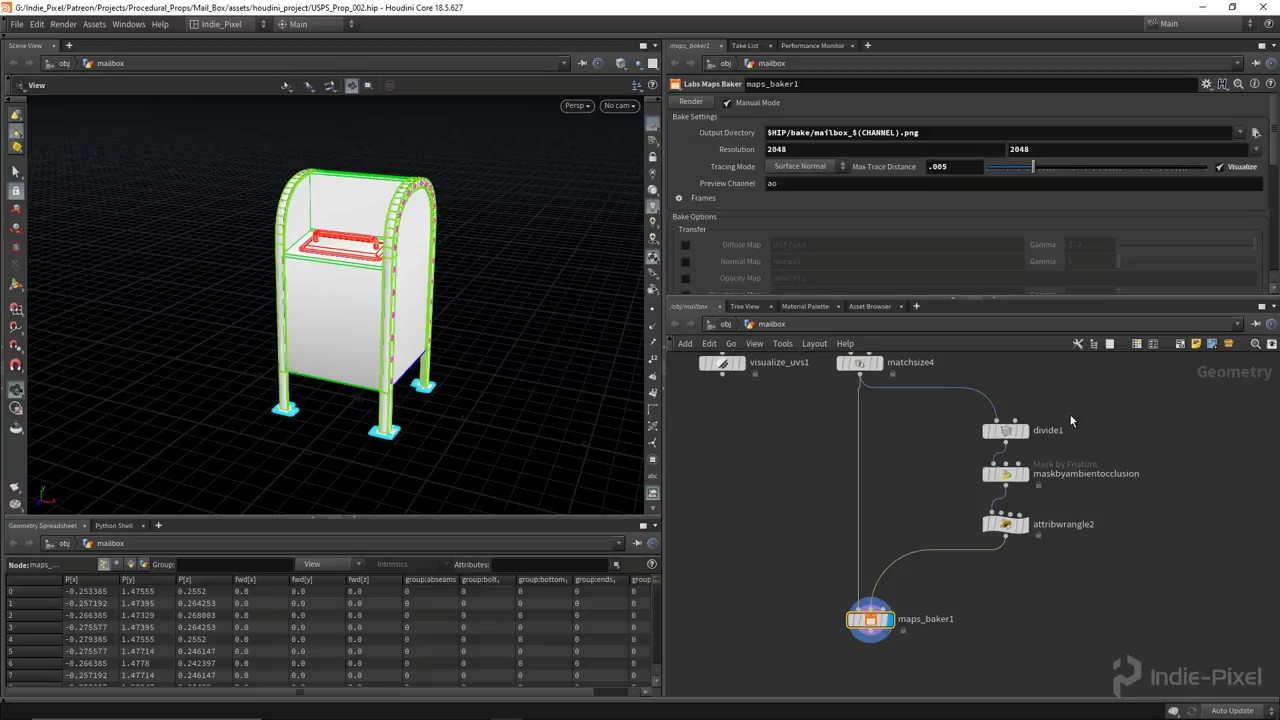 G:/Indie_Pixel/Patreon/Projects/Procedural_Props/Mail_Box/assets/houdini_project/USPS_Prop_002.hip - Houdini Core 18.5.627
File Edit Render Assets Windows Help Indie_Pixel Main Main
Scene View
obj mailbox
View
Persp No cam
Z Y X
abc
Geometry Spreadsheet Python Shell
obj mailbox
Node: maps_... Group: View Intrinsics Attributes:
P[x] P[y] P[z] fwd[x] fwd[y] fwd[z] group:abseams group:bolt_ group:bottom_ group:ends_ group
0 -0.253385 1.47555 0.2552 0.0 0.0 0.0 0 0 0 0
1 -0.257192 1.47395 0.264253 0.0 0.0 0.0 0 0 0 0
2 -0.266385 1.47329 0.268003 0.0 0.0 0.0 0 0 0 0
3 -0.275577 1.47395 0.264253 0.0 0.0 0.0 0 0 0 0
4 -0.279385 1.47555 0.2552 0.0 0.0 0.0 0 0 0 0
5 -0.275577 1.47714 0.246147 0.0 0.0 0.0 0 0 0 0
6 -0.266385 1.4778 0.242397 0.0 0.0 0.0 0 0 0 0
7 -0.257192 1.47714 0.246147 0.0 0.0 0.0 0 0 0 0
maps_baker1 Take List Performance Monitor
obj mailbox
Labs Maps Baker maps_baker1
Render Manual Mode
Bake Settings
Output Directory $HIP/bake/mailbox_$(CHANNEL).png
Resolution 2048 2048
Tracing Mode Surface Normal Max Trace Distance .005 Visualize
Preview Channel ao
Frames
Bake Options
Transfer
Diffuse Map diffuse Gamma 2.2
Normal Map normal Gamma 1
Opacity Map opacity
/obj/mailbox Tree View Material Palette Asset Browser
obj mailbox
Add Edit Go View Tools Layout Help
visualize_uvs1 matchsize4
Geometry
divide1
Mask by Feature
maskbyambientocclusion
attribwrangle2
maps_baker1
Indie-Pixel
Auto Update